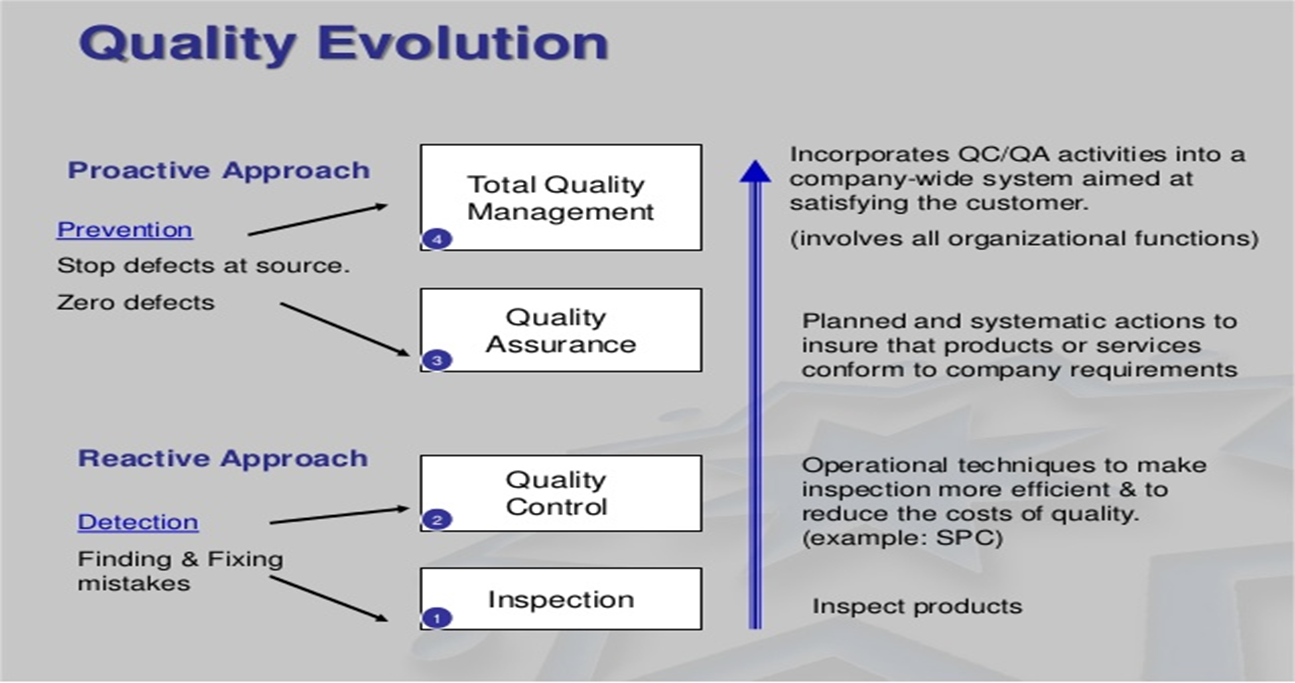 Quality Evolution
Proactive Approach
Prevention
Stop defects at source.
Zero defects
Total Quality
Management
4
Incorporates QC/QA activities into a
company-wide system aimed at
satisfying the customer.
(involves all organizational functions)
Quality
Assurance
3
Planned and systematic actions to
insure that products or services
conform to company requirements
Reactive Approach
Detection
Finding & Fixing
mistakes
Quality
Control
2
Operational techniques to make
inspection more efficient & to
reduce the costs of quality.
(example: SPC)
Inspection
1
Inspect products